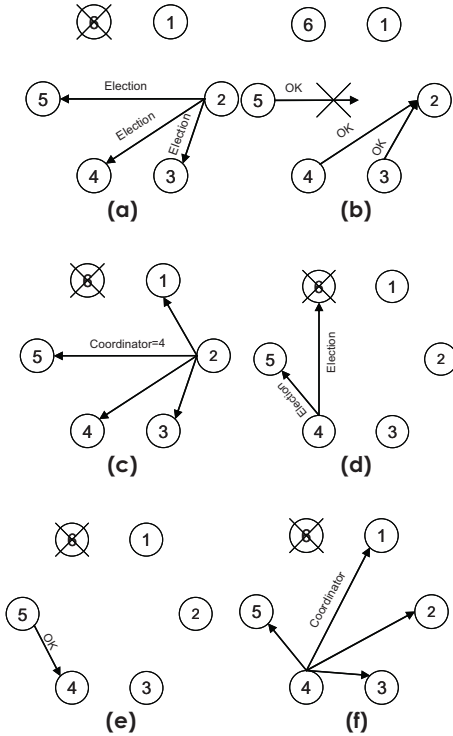 6 1
Election
5 2
Election
Election
4 3
(a)
6 1
OK
5 2
OK
OK
4 3
(b)
6 1
Coordinator=4
5 2
4 3
(c)
6 1
Election
5 2
Election
4 3
(d)
6 1
5 2
OK
4 3
(e)
6 1
Coordinator
5 2
4 3
(f)